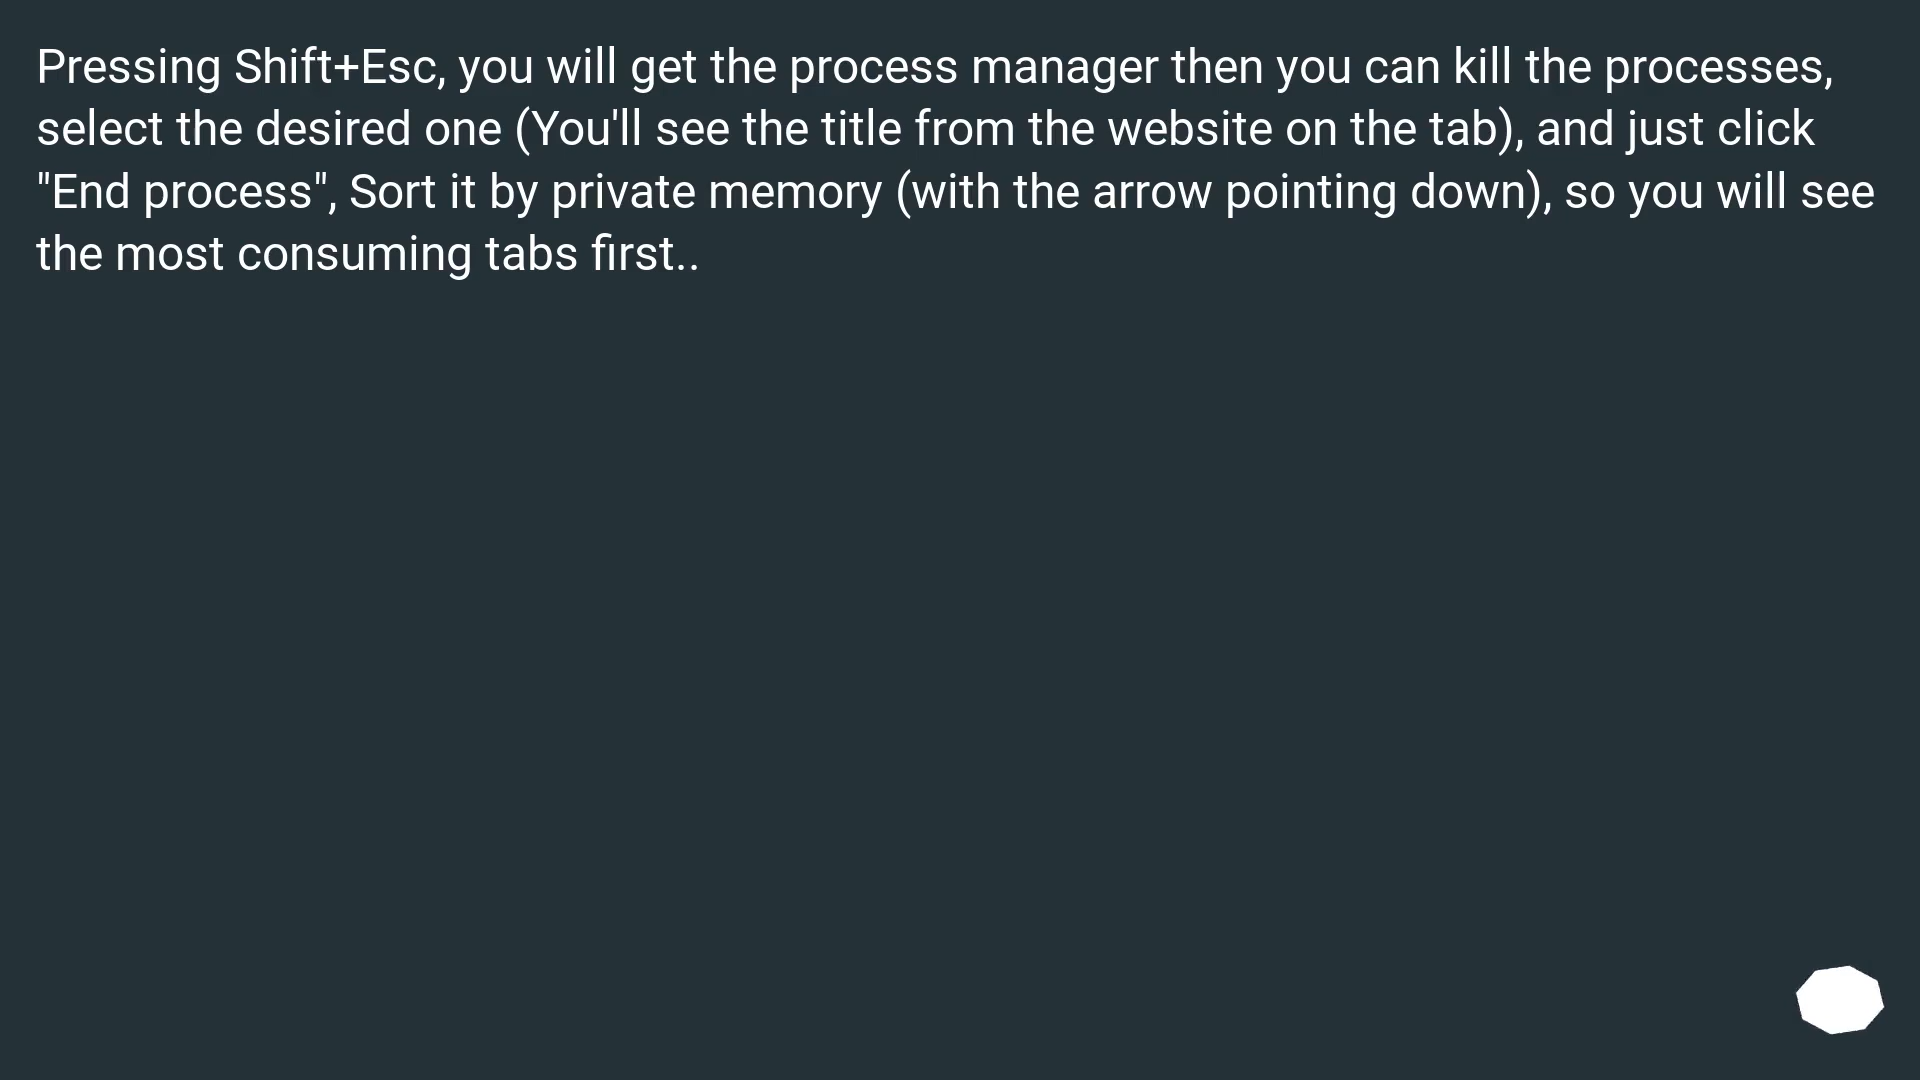 Pressing Shift+Esc, you will get the process manager then you can kill the processes,
select the desired one (You'll see the title from the website on the tab), and just click
"End process", Sort it by private memory (with the arrow pointing down), so you will see
the most consuming tabs first..